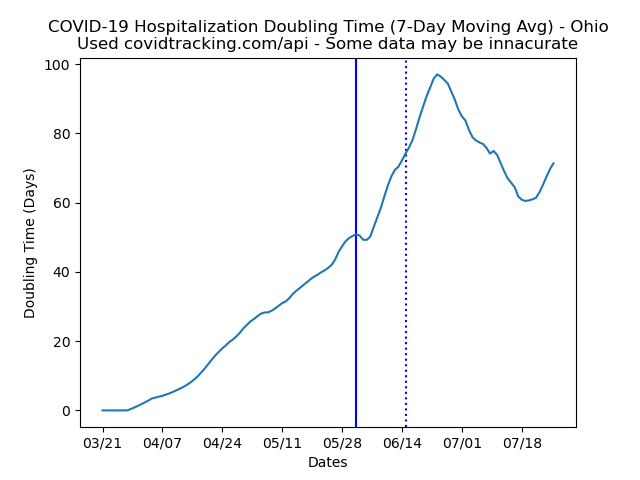 COVID-19 Hospitalization Doubling Time (7-Day Moving Avg) - Ohio
Used covidtracking.com/api - Some data may be innacurate
100
80
60
40
20
0
Doubling Time (Days)
03/21 04/07 04/24 05/11 05/28 06/14 07/01 07/18
Dates